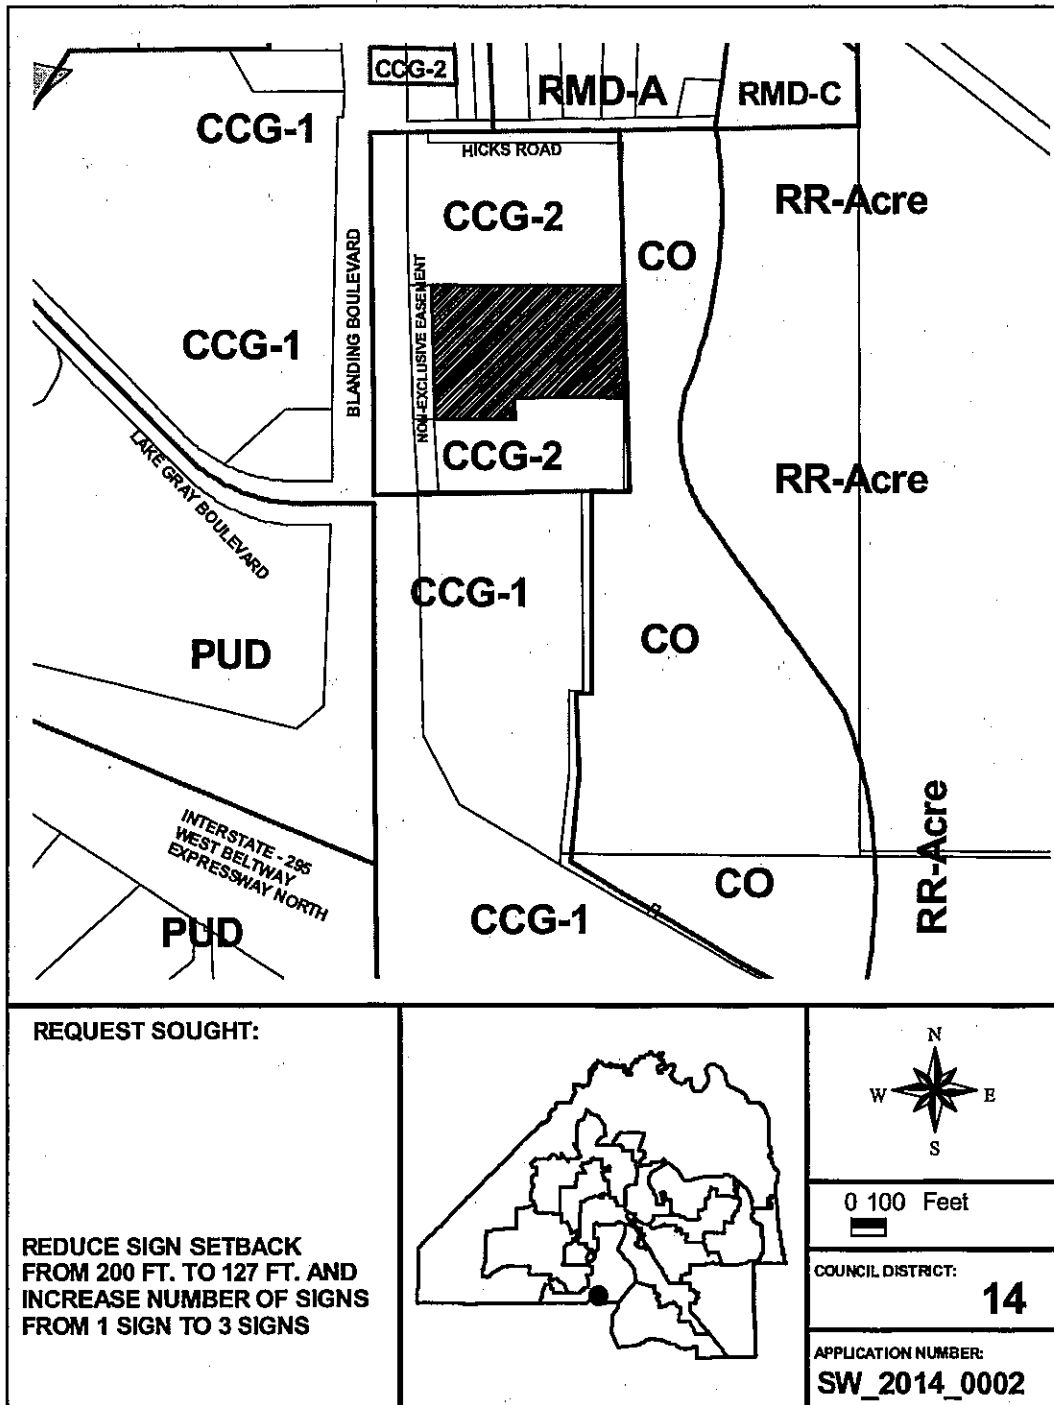 CCG-2
RMD-A
RMD-C
CCG-1
HICKS ROAD
RR-Acre
CCG-2
CO
BLANDING BOULEVARD
NON-EXCLUSIVE EASEMENT
CCG-1
LAKE GRAY BOULEVARD
CCG-2
RR-Acre
CCG-1
CO
PUD
INTERSTATE - 295
WEST BELTWAY
EXPRESSWAY NORTH
RR-Acre
CO
CCG-1
PUD
REQUEST SOUGHT:
REDUCE SIGN SETBACK
FROM 200 FT. TO 127 FT. AND
INCREASE NUMBER OF SIGNS
FROM 1 SIGN TO 3 SIGNS
N
W E
S
0 100 Feet
COUNCIL DISTRICT:
14
APPLICATION NUMBER:
SW_2014_0002